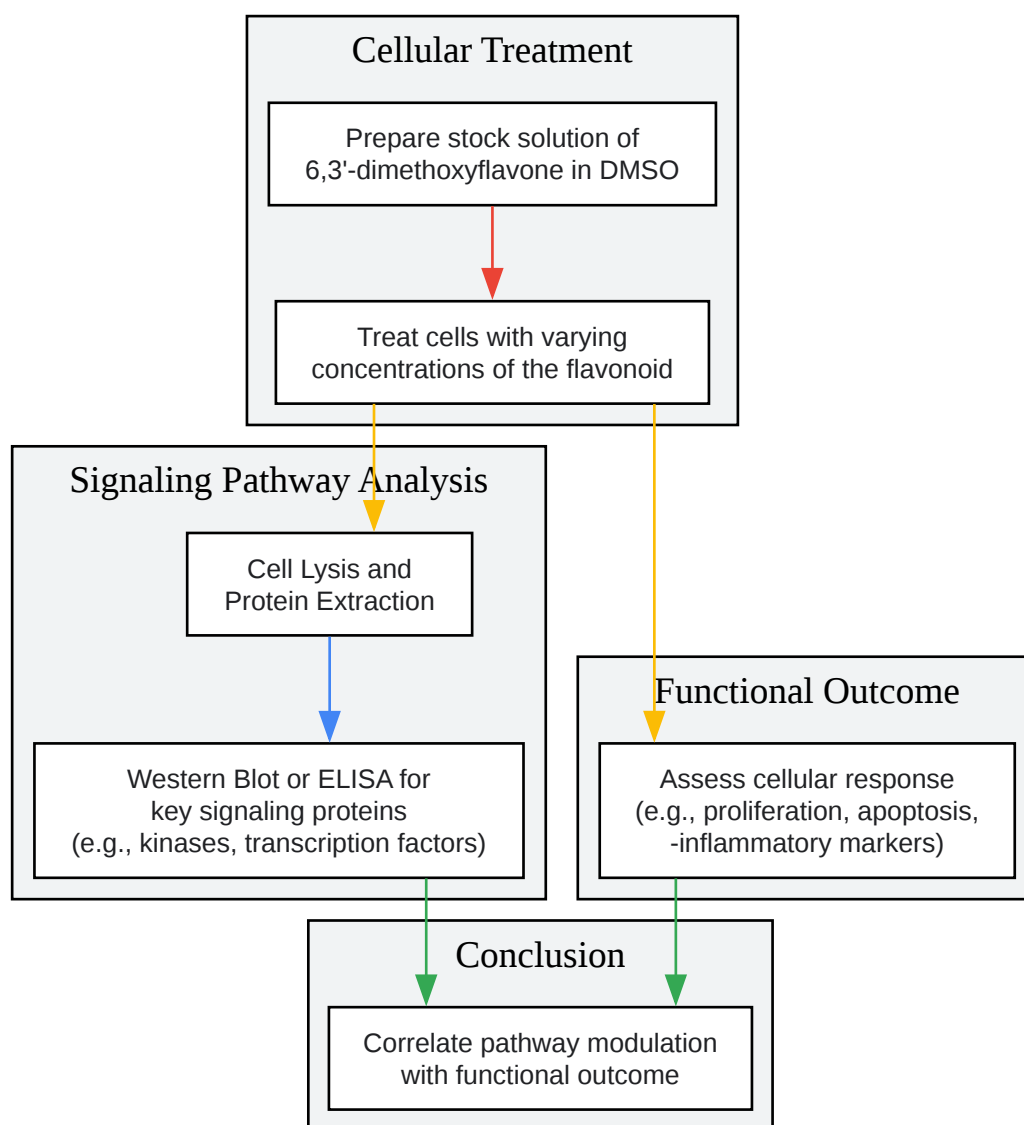 Cellular Treatment
Prepare stock solution of
6,3'-dimethoxyflavone in DMSO
Treat cells with varying
concentrations of the flavonoid
Signaling Pathway Analysis
Cell Lysis and
Protein Extraction
Western Blot or ELISA for
key signaling proteins
(e.g., kinases, transcription factors)
Functional Outcome
Assess cellular response
(e.g., proliferation, apoptosis,
-inflammatory markers)
Conclusion
Correlate pathway modulation
with functional outcome